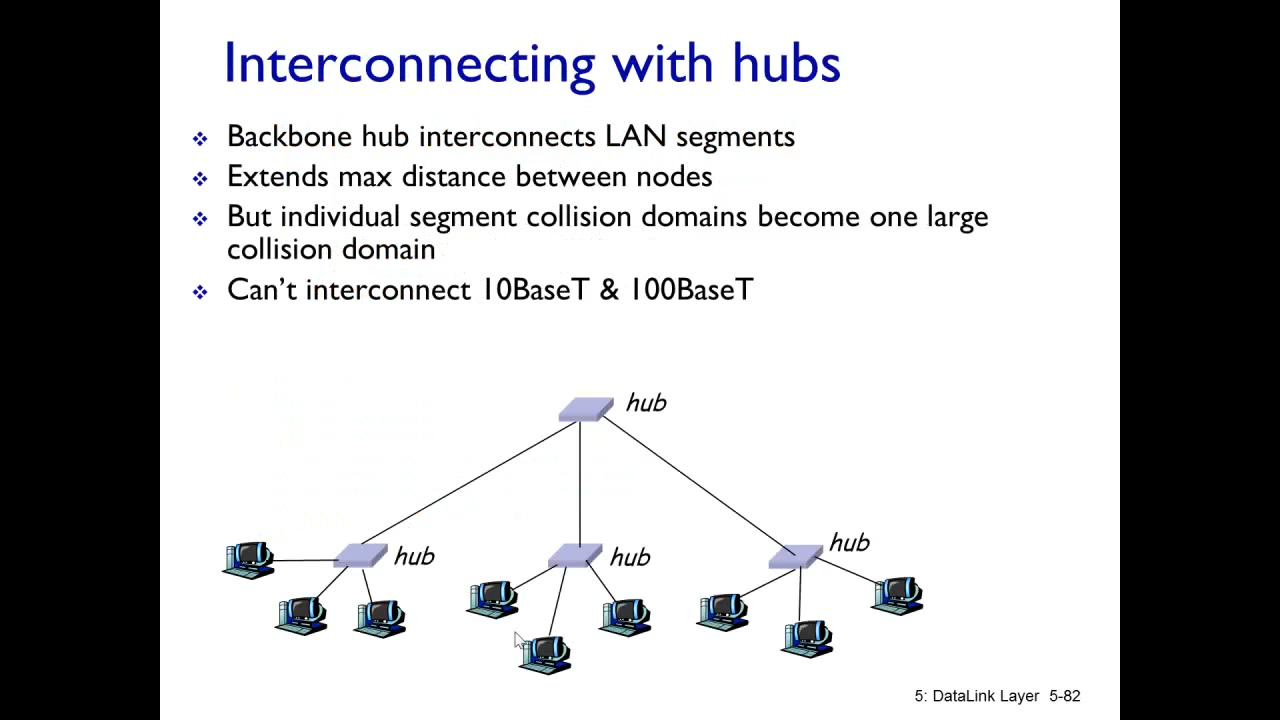 Interconnecting with hubs
Backbone hub interconnects LAN segments
Extends max distance between nodes
But individual segment collision domains become one large
collision domain
Can't interconnect 10BaseT & 100BaseT
hub
hub
hub
hub
5: DataLink Layer 5-82